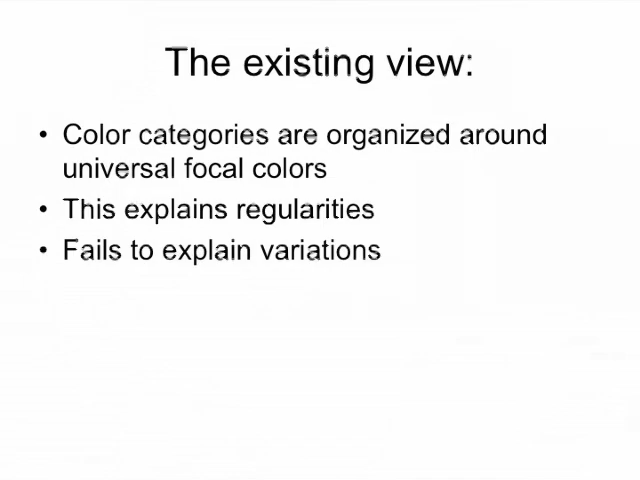 The existing view:
• Color categories are organized around
universal focal colors
• This explains regularities
• Fails to explain variations